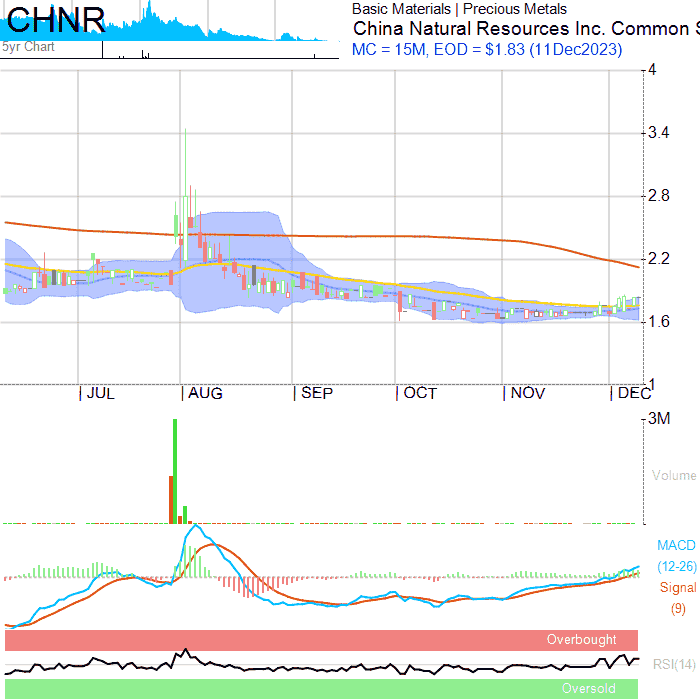 CHNR
Basic Materials | Precious Metals
China Natural Resources Inc. Common S
MC = 15M, EOD = $1.83 (11Dec2023)
5yr Chart
4
3.4
2.8
2.2
1.6
1
JUL AUG SEP OCT NOV DEC
3M
Volume
MACD
(12-26)
Signal
(9)
Overbought
RSI(14)
Oversold